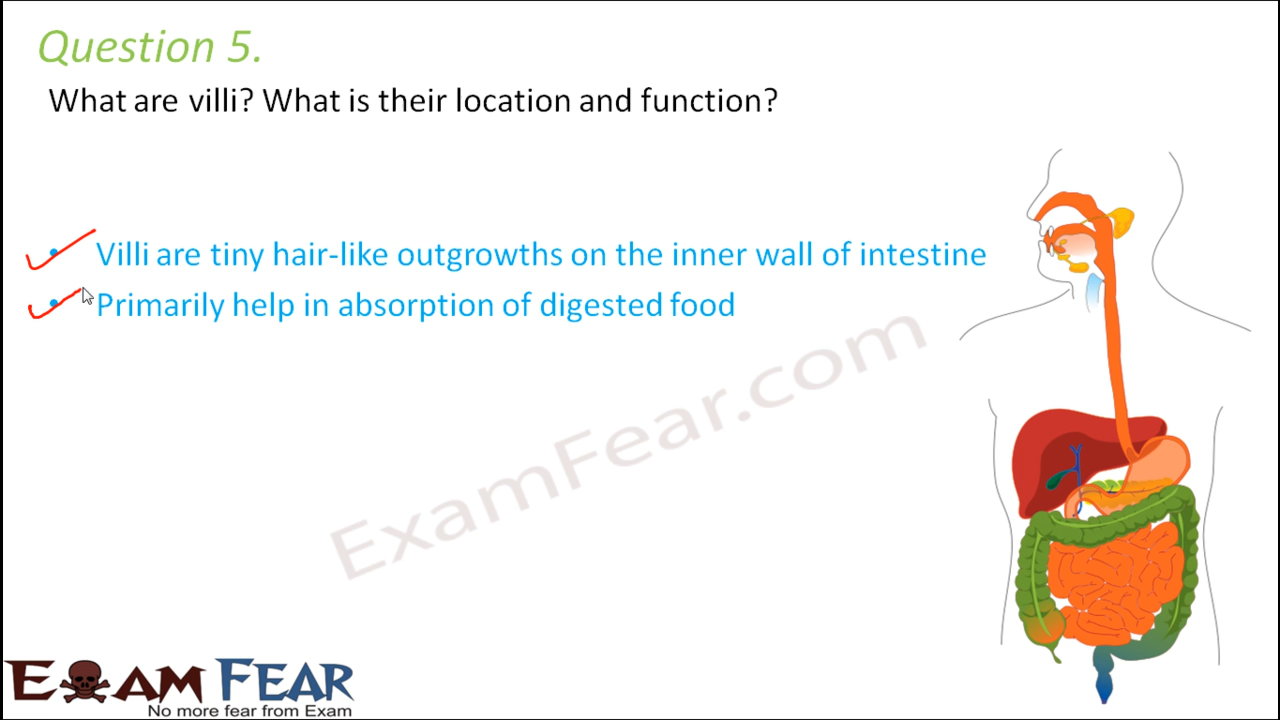 Question 5.
What are villi? What is their location and function?
Villi are tiny hair-like outgrowths on the inner wall of intestine
Primarily help in absorption of digested food
ExamFear.com
EXAM FEAR
No more fear from Exam